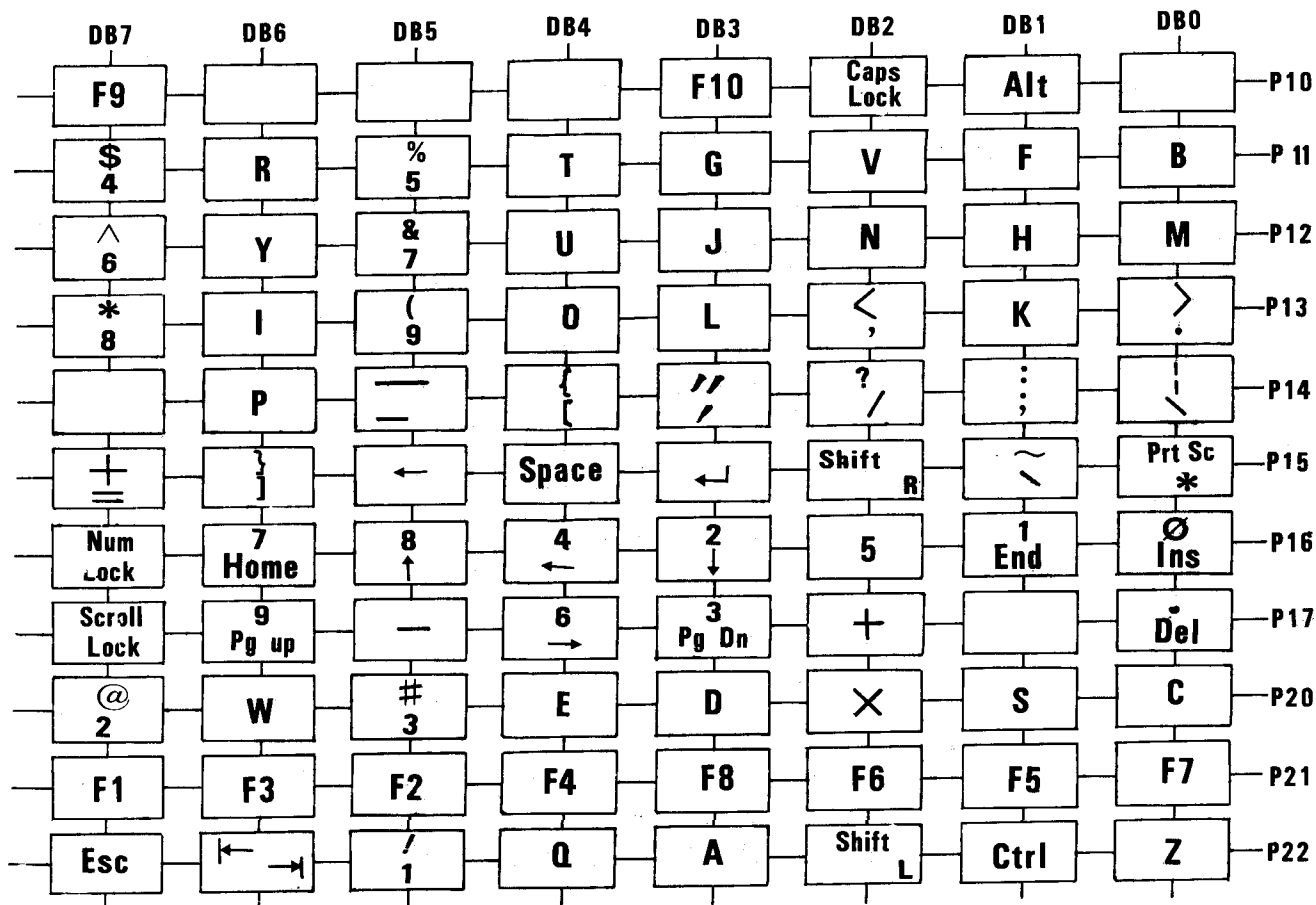 DB7 DB6 DB5 DB4 DB3 DB2 DB1 DB0
F9 F10 Caps Lock Alt P10
$ 4 R % 5 T G V F B P11
^ 6 Y & 7 U J N H M P12
* 8 I ( 9 O L < , K > . P13
P — _ { [ " ' ? / : ; ¦ \ P14
+ = } ] ← Space ↵ Shift R ~ \ Prt Sc * P15
Num Lock 7 Home 8 ↑ 4 ← 2 ↓ 5 1 End Ø Ins P16
Scroll Lock 9 Pg up — 6 → 3 Pg Dn + . Del P17
@ 2 W # 3 E D X S C P20
F1 F3 F2 F4 F8 F6 F5 F7 P21
Esc |← →| ! 1 Q A Shift L Ctrl Z P22